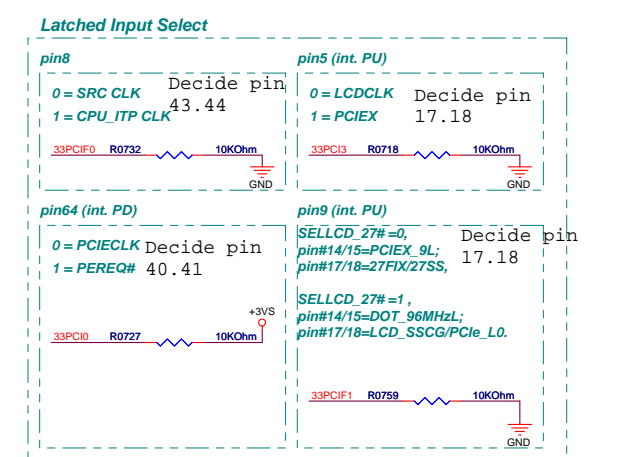 Latched Input Select
pin8
0 = SRC CLK
1 = CPU_ITP CLK
Decide pin
43.44
33PCIF0 R0732 10KOhm
GND
pin5 (int. PU)
0 = LCDCLK
1 = PCIEX
Decide pin
17.18
33PCI3 R0718 10KOhm
GND
pin64 (int. PD)
0 = PCIECLK
1 = PEREQ#
Decide pin
40.41
+3VS
33PCI0 R0727 10KOhm
pin9 (int. PU)
SELLCD_27# =0,
pin#14/15=PCIEX_9L;
pin#17/18=27FIX/27SS,
Decide pin
17.18
SELLCD_27# =1 ,
pin#14/15=DOT_96MHzL;
pin#17/18=LCD_SSCG/PCIe_L0.
33PCIF1 R0759 10KOhm
GND